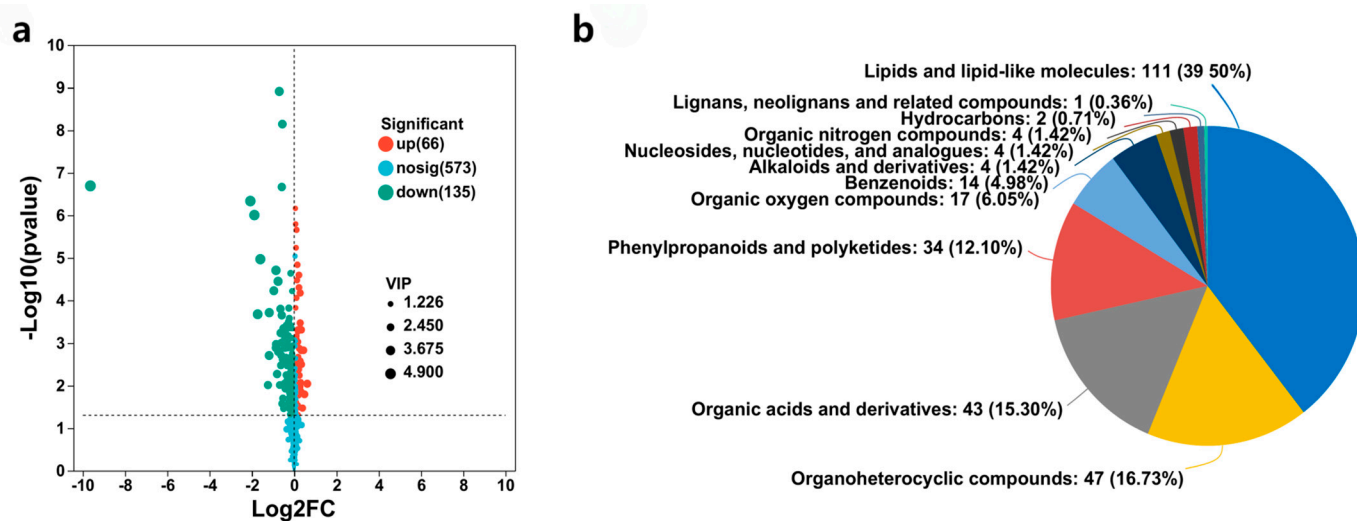 a
-Log10(pvalue)
10
9
8
7
6
5
4
3
2
1
0
-10
-8
-6
-4
-2
0
2
4
6
8
10
Log2FC
Significant
up(66)
nosig(573)
down(135)
VIP
1.226
2.450
3.675
4.900
b
Lipids and lipid-like molecules: 111 (39 50%)
Lignans, neolignans and related compounds: 1 (0.36%)
Hydrocarbons: 2 (0.71%)
Organic nitrogen compounds: 4 (1.42%)
Nucleosides, nucleotides, and analogues: 4 (1.42%)
Alkaloids and derivatives: 4 (1.42%)
Benzenoids: 14 (4.98%)
Organic oxygen compounds: 17 (6.05%)
Phenylpropanoids and polyketides: 34 (12.10%)
Organic acids and derivatives: 43 (15.30%)
Organoheterocyclic compounds: 47 (16.73%)